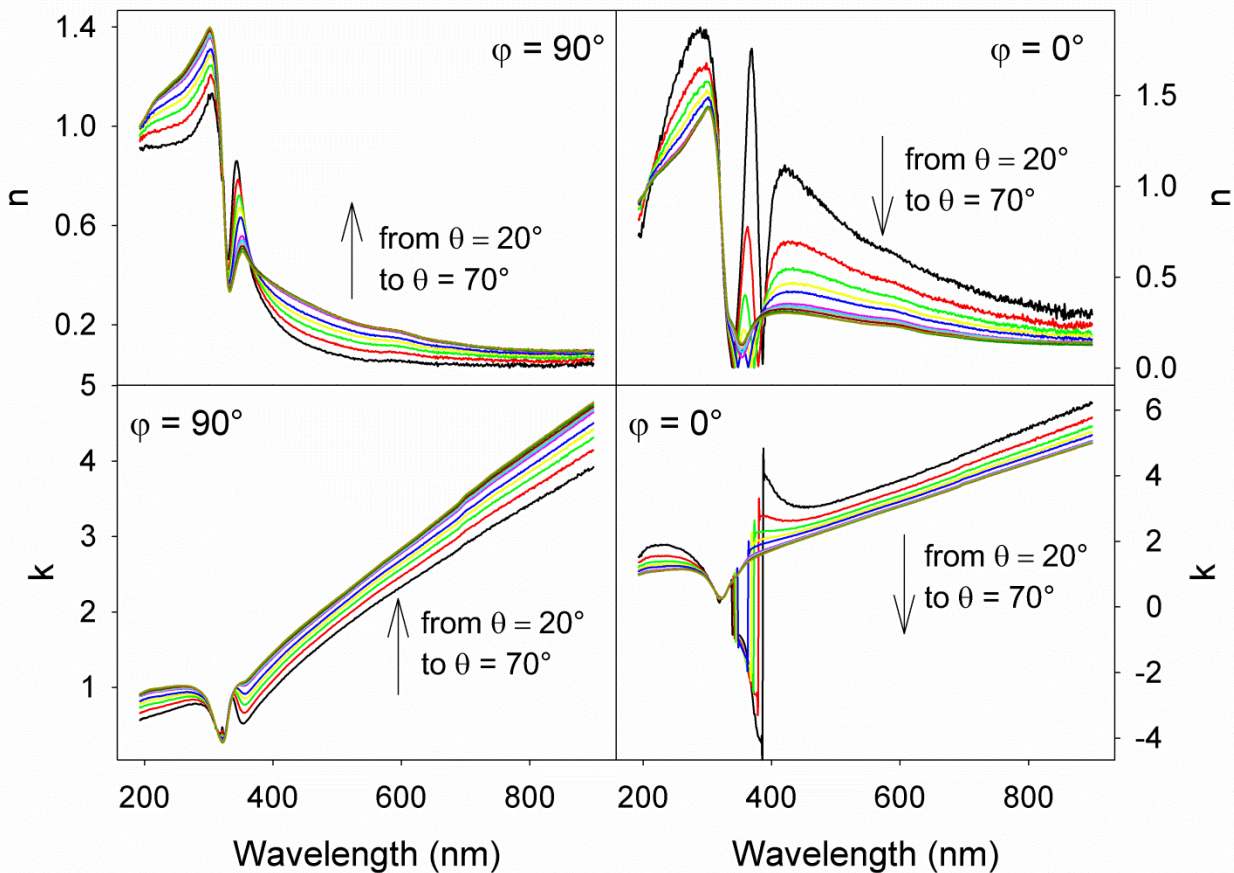 1.4
1.0
0.6
0.2
n
φ = 90°
from θ = 20°
to θ = 70°
φ = 0°
from θ = 20°
to θ = 70°
1.5
1.0
0.5
0.0
n
5
4
3
2
1
k
φ = 90°
from θ = 20°
to θ = 70°
φ = 0°
from θ = 20°
to θ = 70°
6
4
2
0
-2
-4
k
200 400 600 800
200 400 600 800
Wavelength (nm)
Wavelength (nm)